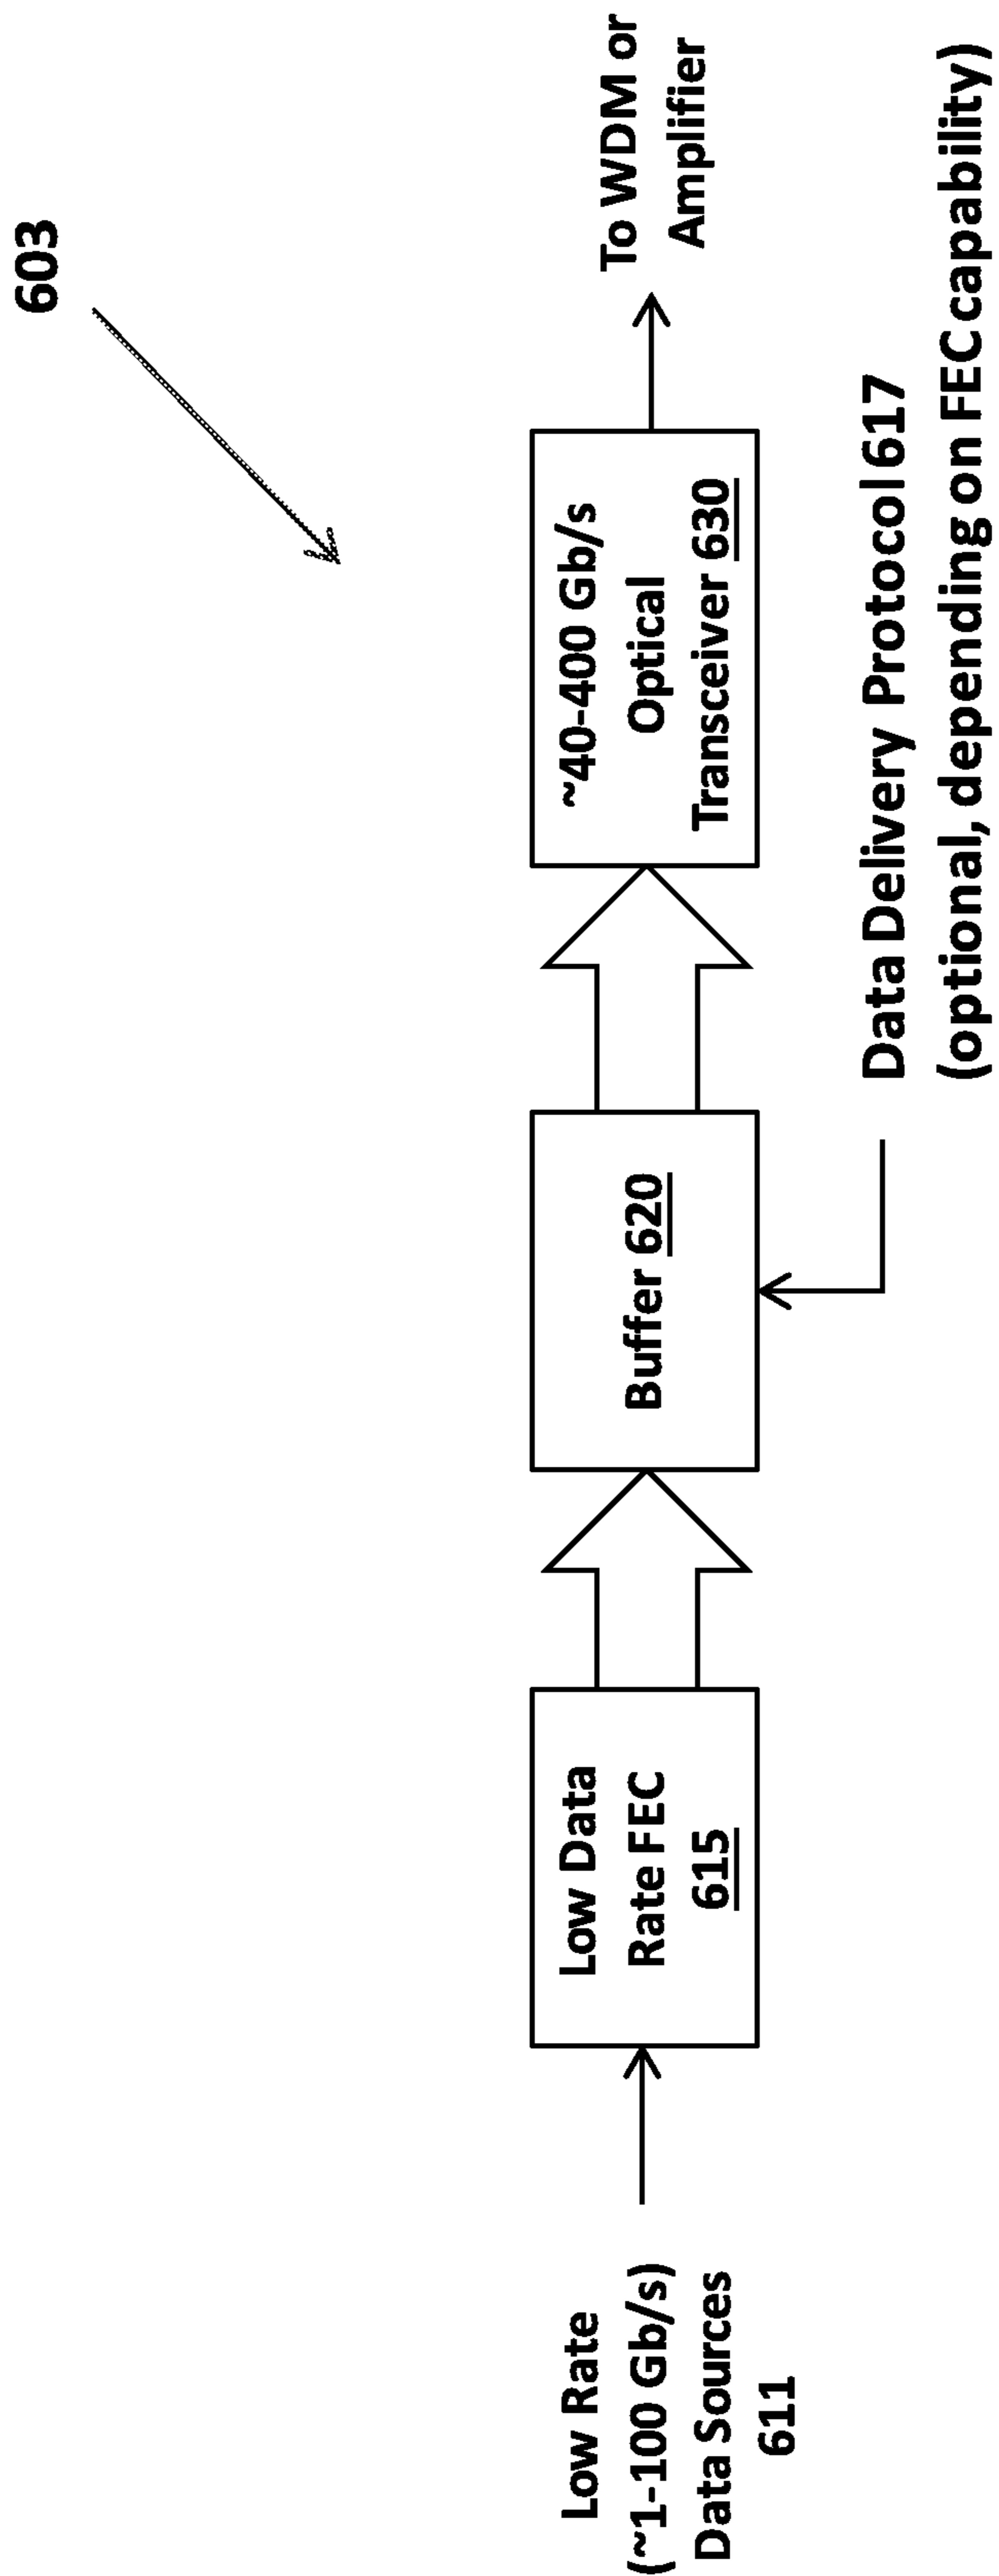 603
Low Rate
(~1-100 Gb/s)
Data Sources
611
Low Data
Rate FEC
615
Buffer 620
~40-400 Gb/s
Optical
Transceiver 630
To WDM or
Amplifier
Data Delivery Protocol 617
(optional, depending on FEC capability)